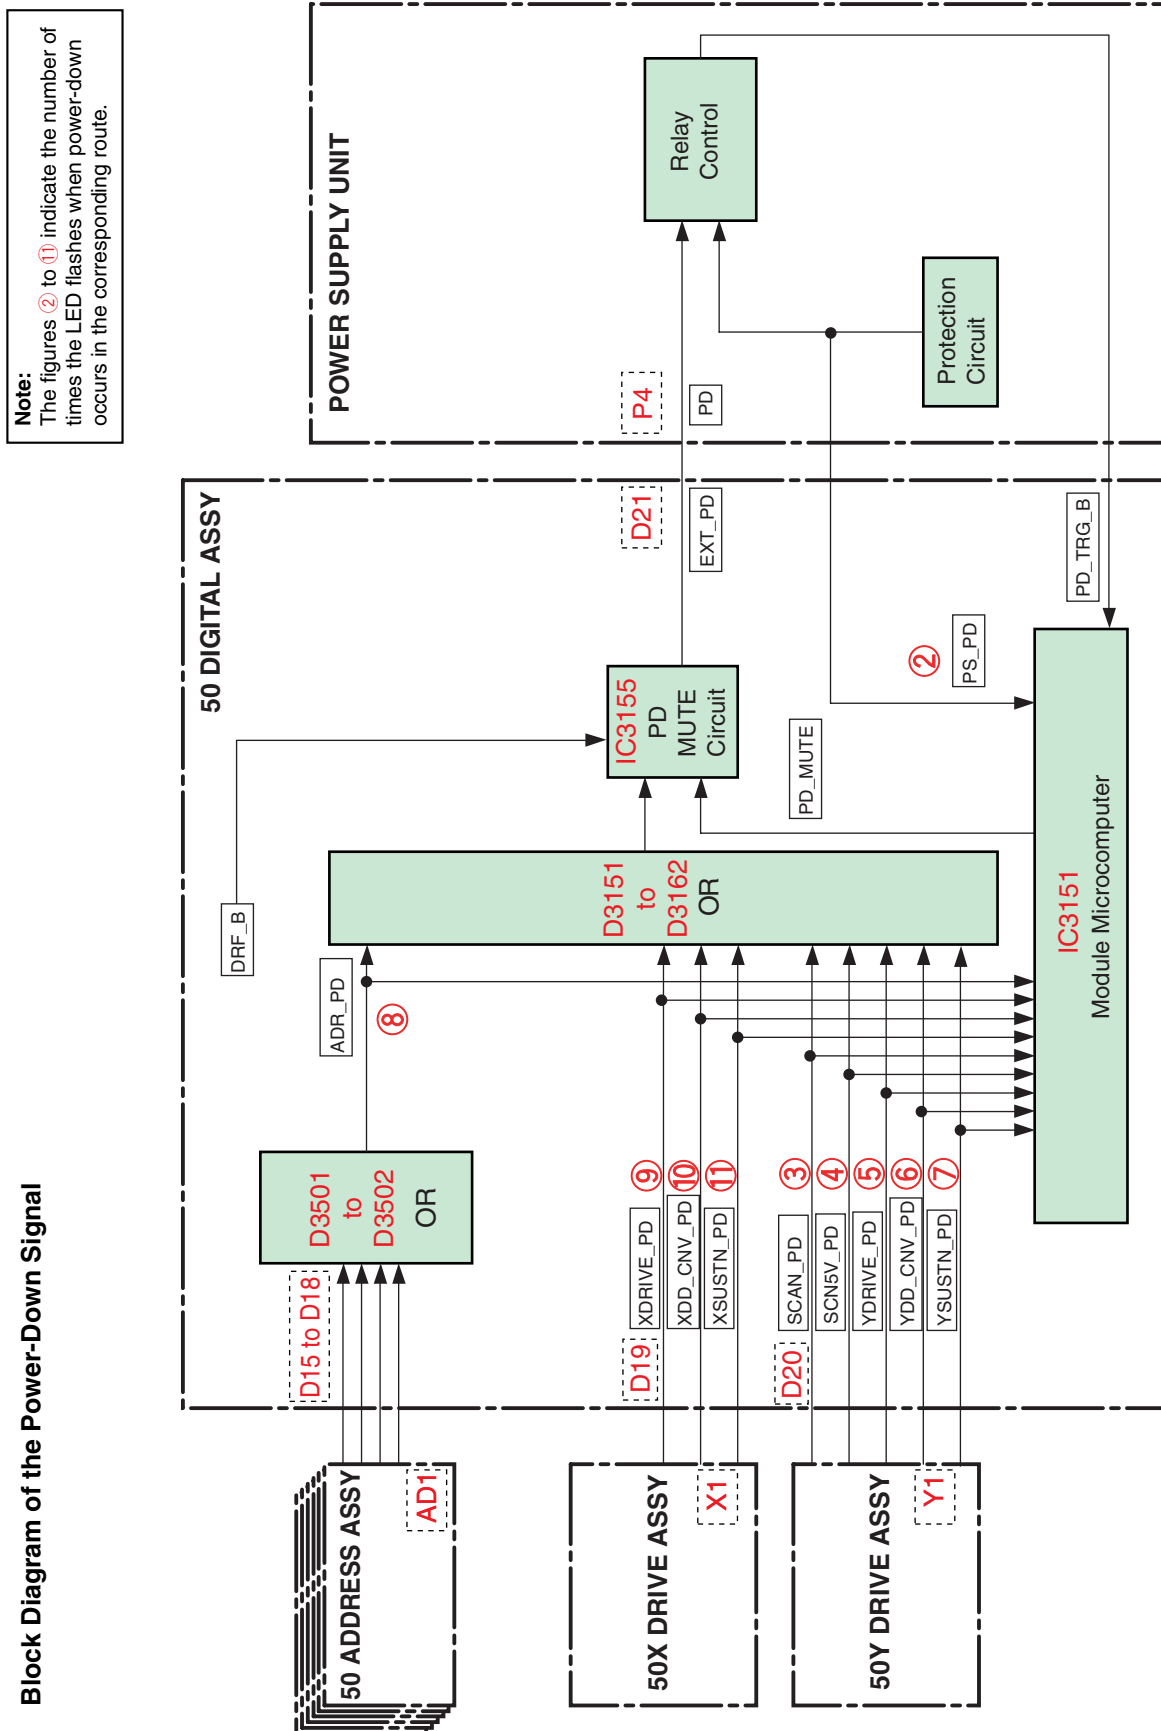 Block Diagram of the Power-Down Signal
Note:
The figures ② to ⑪ indicate the number of
times the LED flashes when power-down
occurs in the corresponding route.
50 ADDRESS ASSY
AD1
50X DRIVE ASSY
X1
50Y DRIVE ASSY
Y1
50 DIGITAL ASSY
D15 to D18
D3501
to
D3502
OR
ADR_PD
⑧
DRF_B
D19
XDRIVE_PD
⑨
XDD_CNV_PD
⑩
XSUSTN_PD
⑪
D20
SCAN_PD
③
SCN5V_PD
④
YDRIVE_PD
⑤
YDD_CNV_PD
⑥
YSUSTN_PD
⑦
D3151
to
D3162
OR
IC3155
PD
MUTE
Circuit
PD_MUTE
IC3151
Module Microcomputer
②
PS_PD
PD_TRG_B
D21
EXT_PD
POWER SUPPLY UNIT
P4
PD
Relay
Control
Protection
Circuit